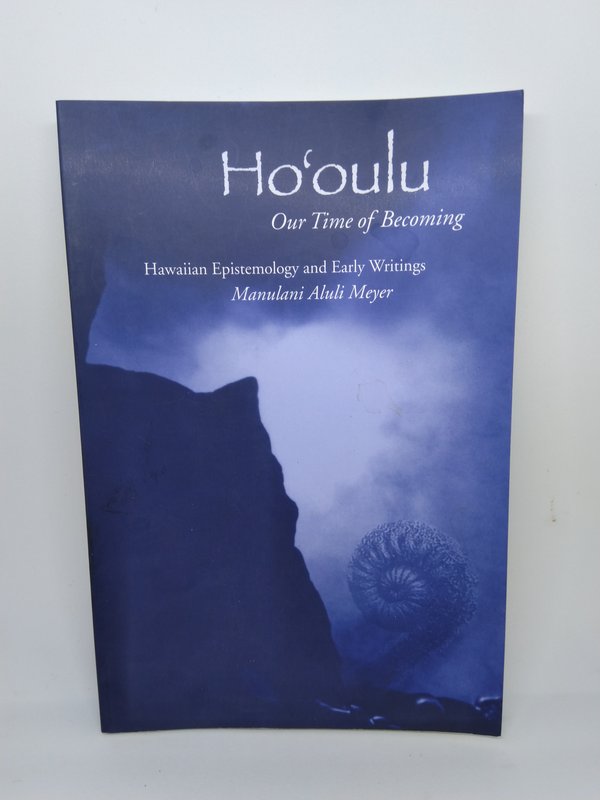 Hoʻoulu
Our Time of Becoming
Hawaiian Epistemology and Early Writings
Manulani Aluli Meyer